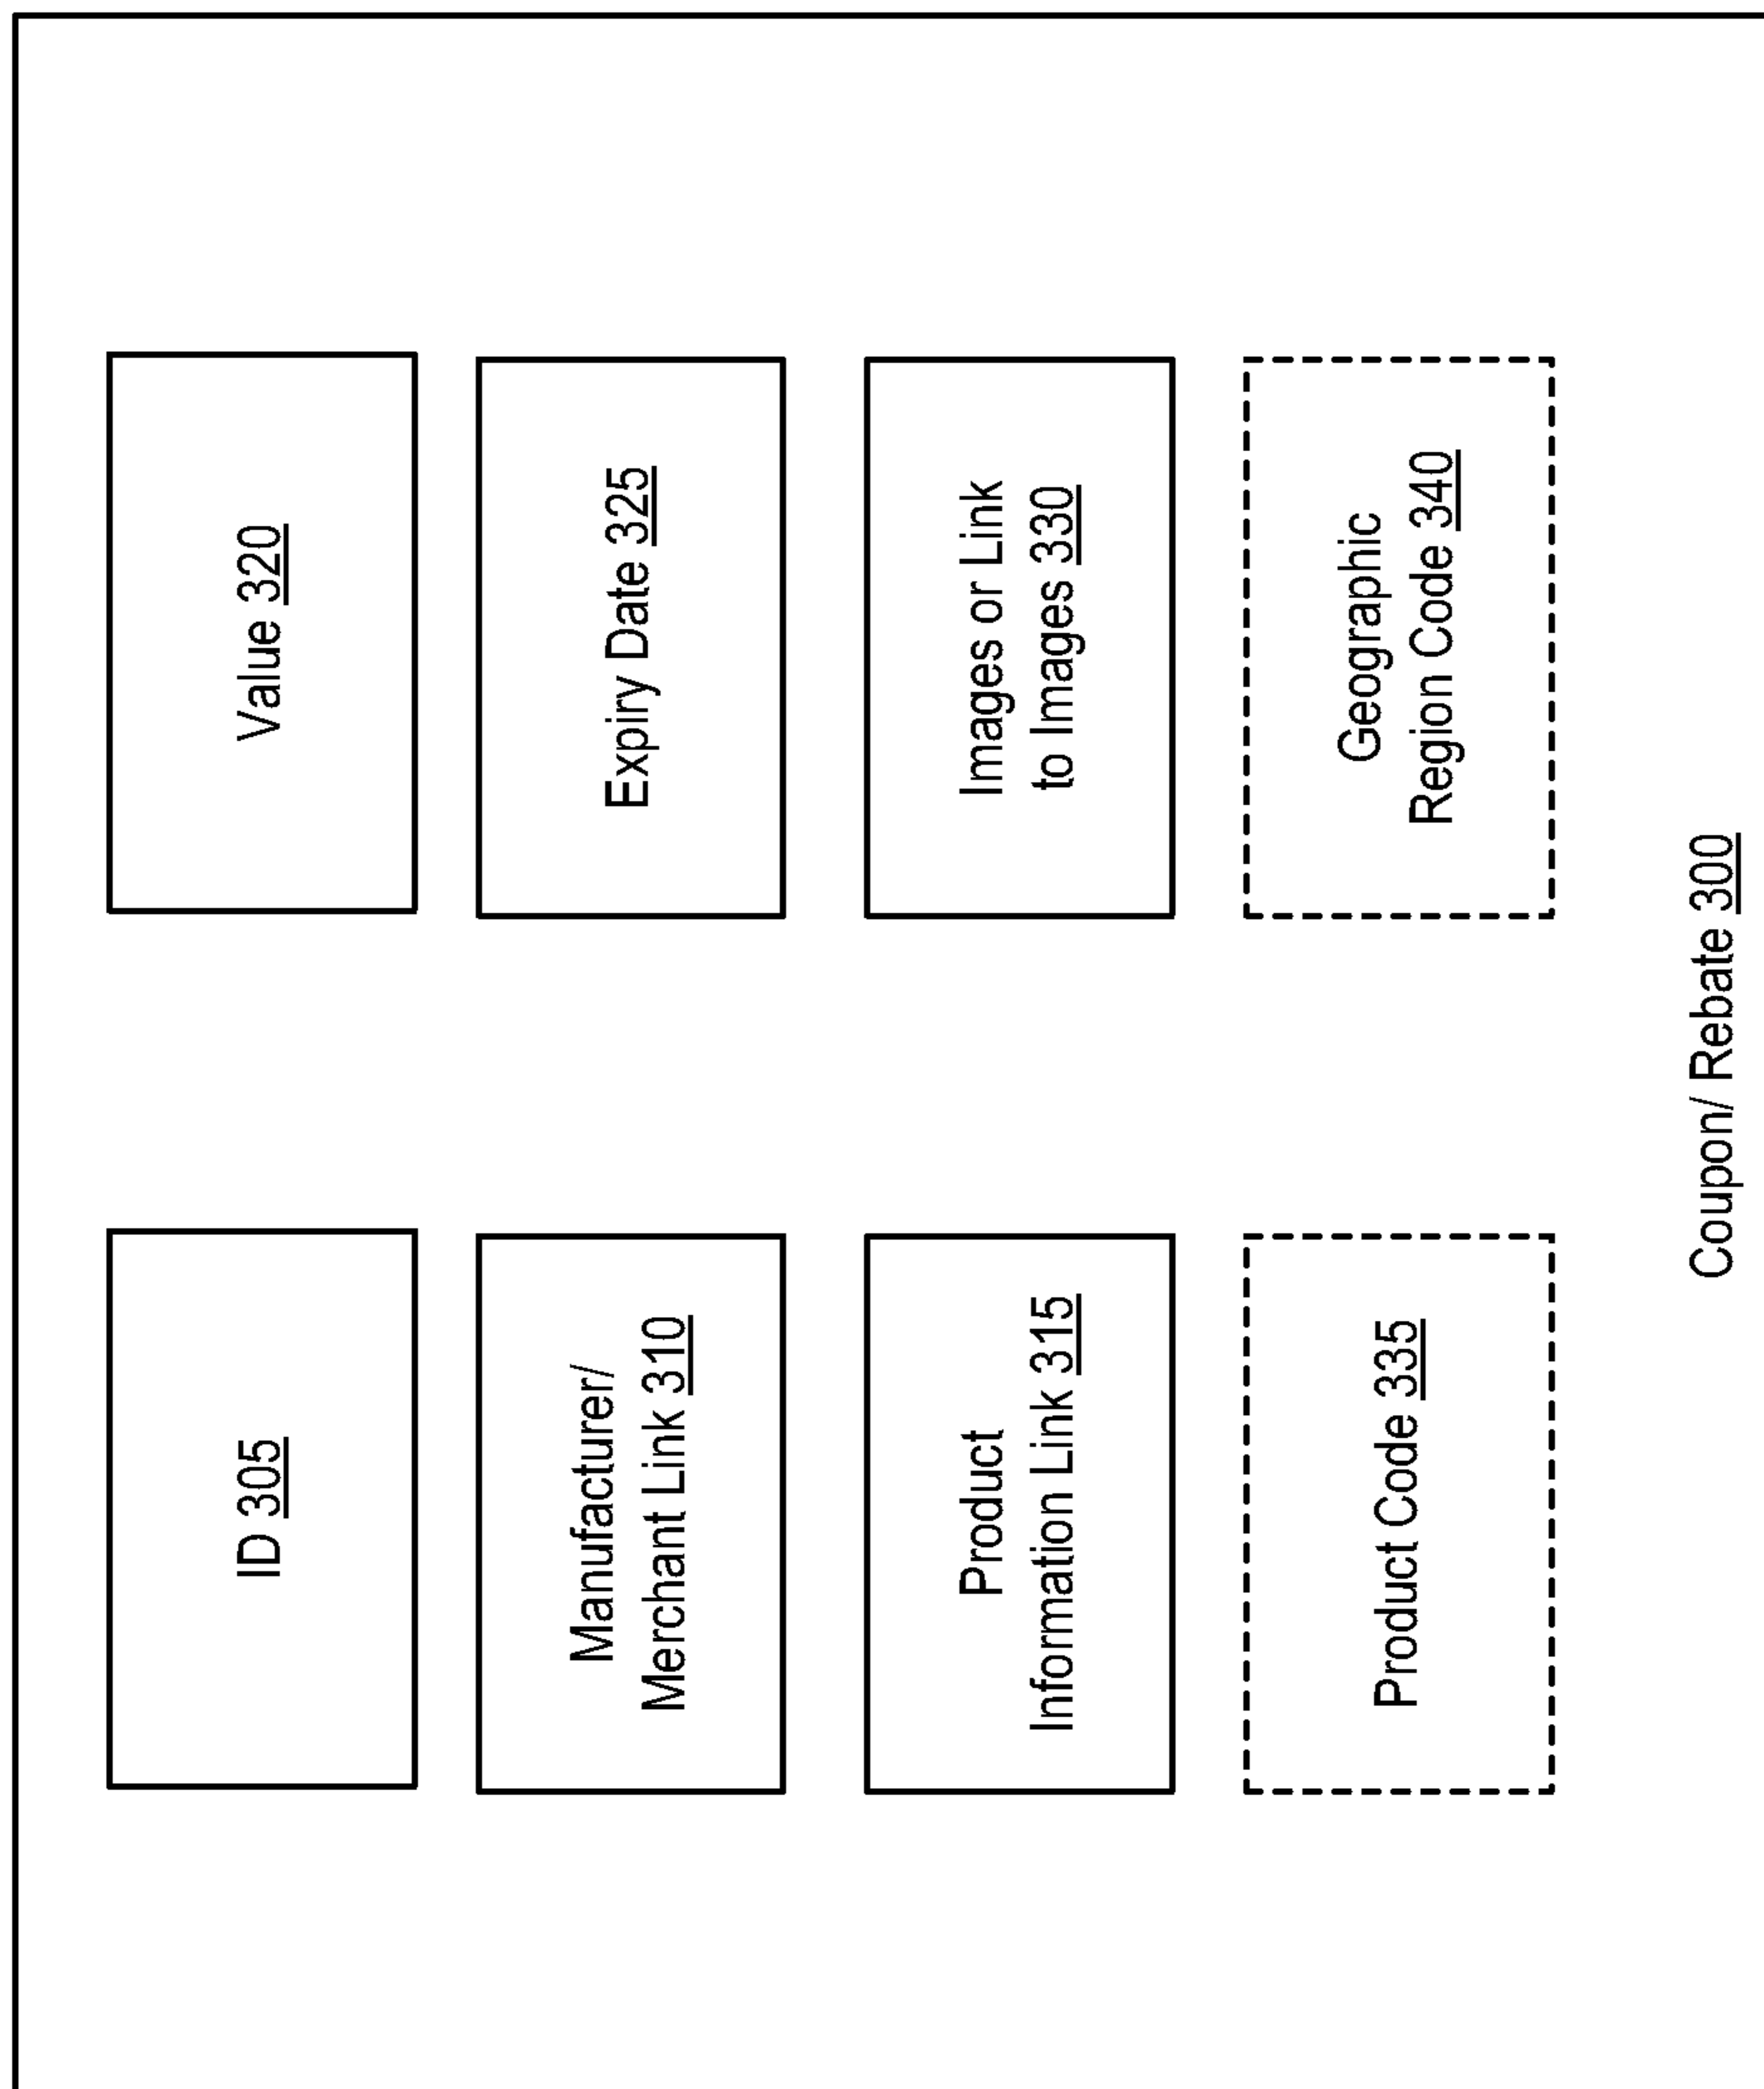 ID 305
Value 320
Manufacturer/
Merchant Link 310
Expiry Date 325
Product
Information Link 315
Images or Link
to Images 330
Product Code 335
Geographic
Region Code 340
Coupon/ Rebate 300